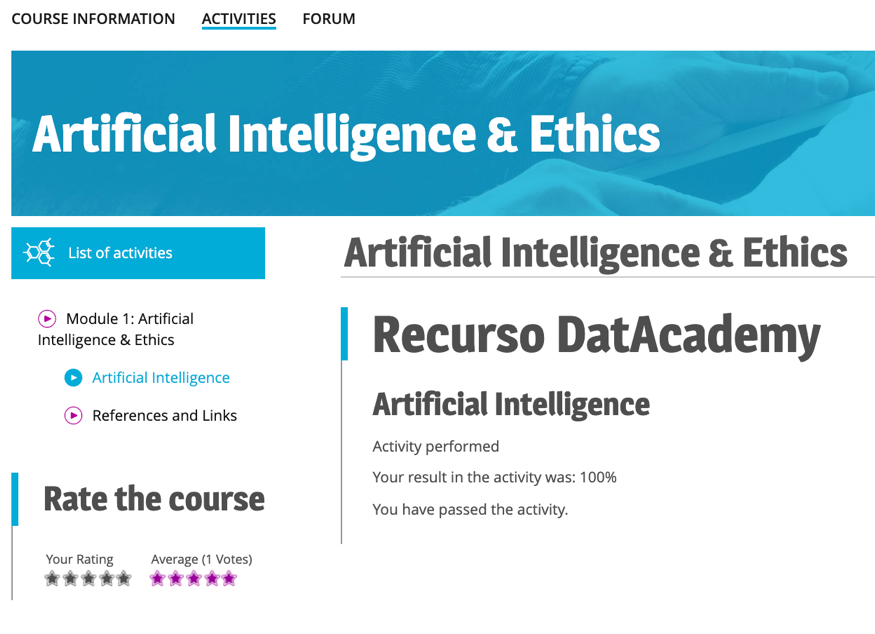 COURSE INFORMATION ACTIVITIES FORUM
Artificial Intelligence & Ethics
List of activities
Module 1: Artificial
Intelligence & Ethics
Artificial Intelligence
References and Links
Rate the course
Your Rating Average (1 Votes)
Artificial Intelligence & Ethics
Recurso DatAcademy
Artificial Intelligence
Activity performed
Your result in the activity was: 100%
You have passed the activity.